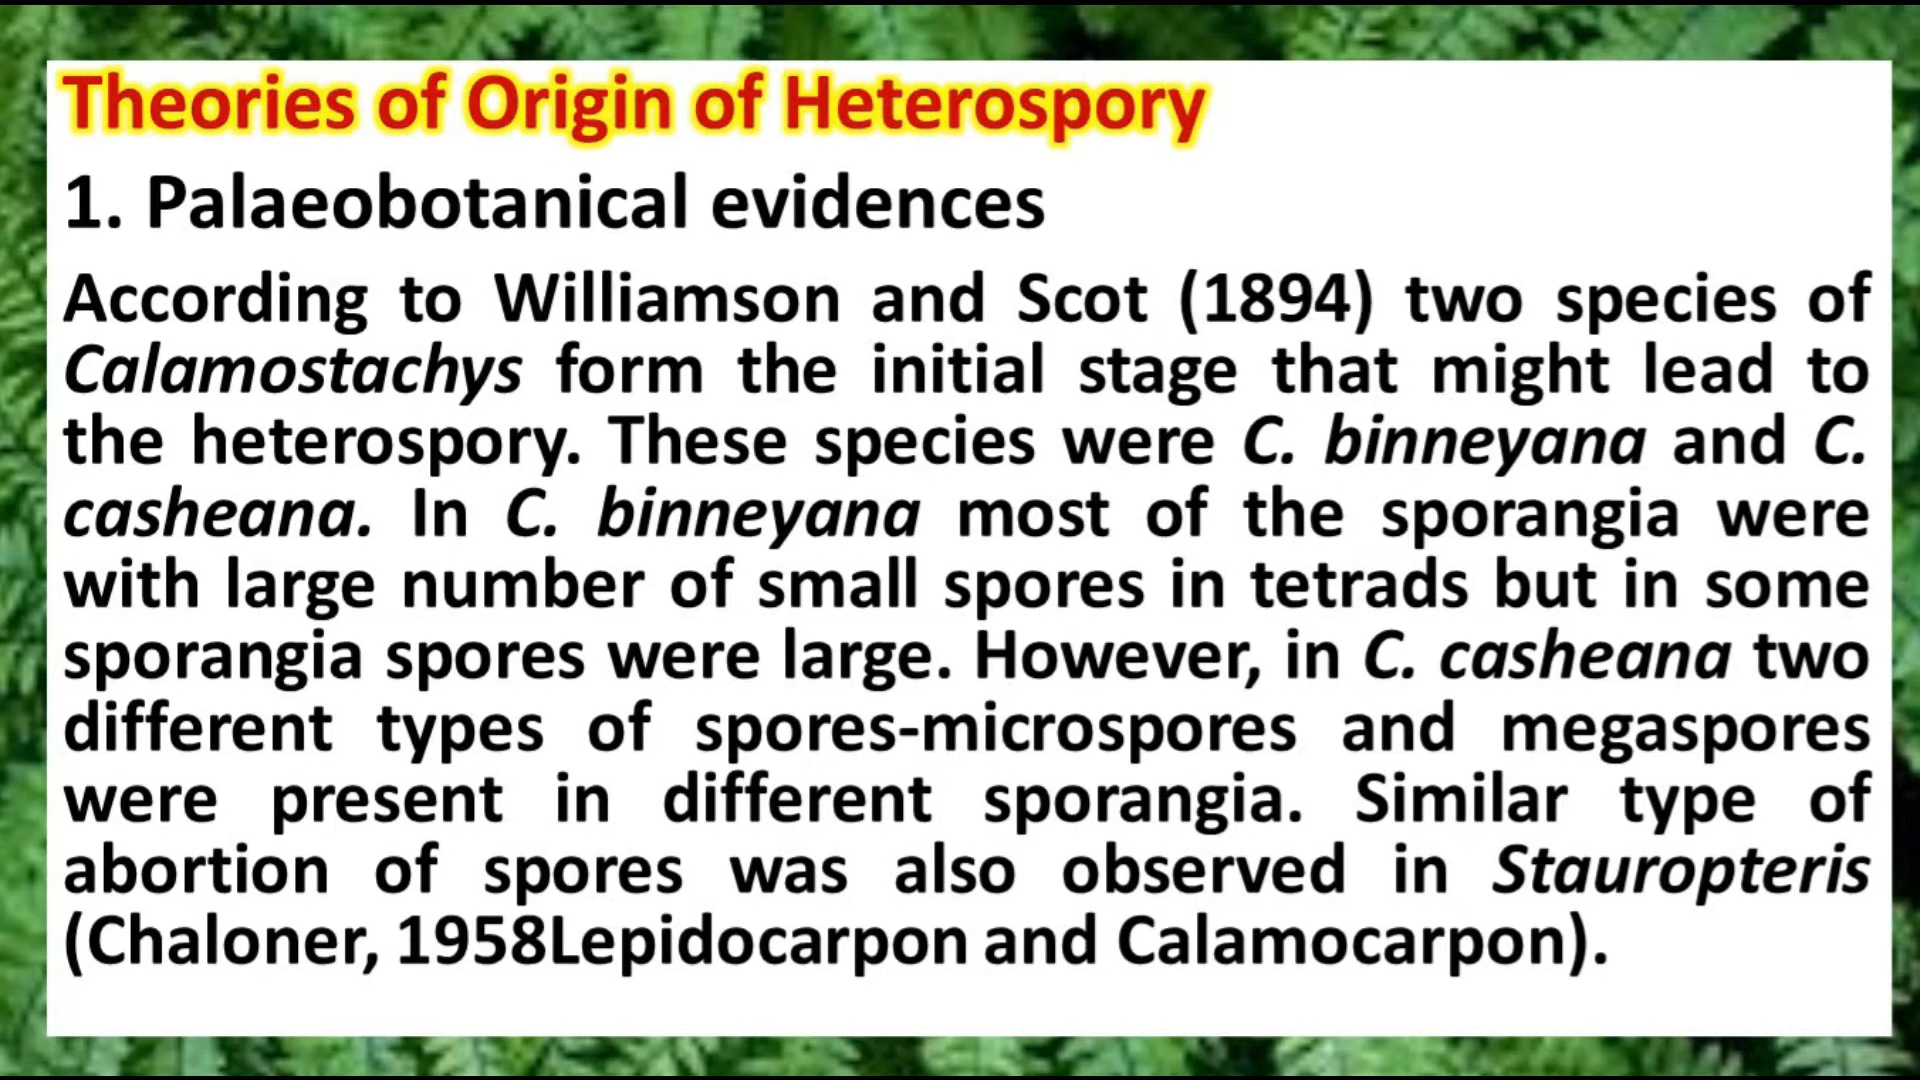 Theories of Origin of Heterospory
1. Palaeobotanical evidences
According to Williamson and Scot (1894) two species of
Calamostachys form the initial stage that might lead to
the heterospory. These species were C. binneyana and C.
casheana. In C. binneyana most of the sporangia were
with large number of small spores in tetrads but in some
sporangia spores were large. However, in C. casheana two
different types of spores-microspores and megaspores
were present in different sporangia. Similar type of
abortion of spores was also observed in Stauropteris
(Chaloner, 1958Lepidocarpon and Calamocarpon).